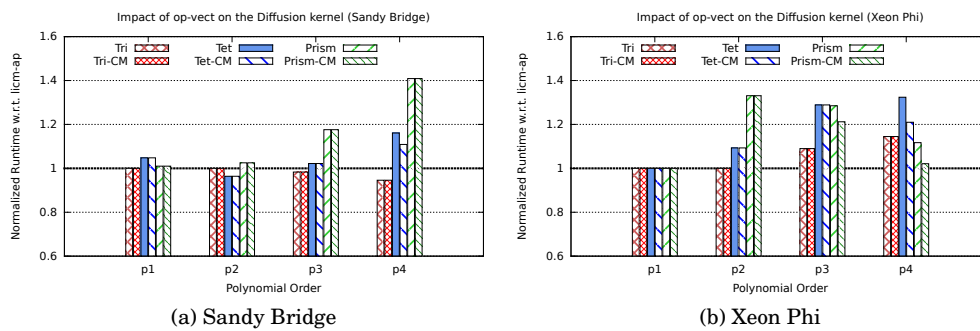 Impact of op-vect on the Diffusion kernel (Sandy Bridge)
Normalized Runtime w.r.t. licm-ap
1.6
1.4
1.2
1
0.8
0.6
Tri
Tri-CM
Tet
Tet-CM
Prism
Prism-CM
p1 p2 p3 p4
Polynomial Order
(a) Sandy Bridge
Impact of op-vect on the Diffusion kernel (Xeon Phi)
Normalized Runtime w.r.t. licm-ap
1.6
1.4
1.2
1
0.8
0.6
Tri
Tri-CM
Tet
Tet-CM
Prism
Prism-CM
p1 p2 p3 p4
Polynomial Order
(b) Xeon Phi